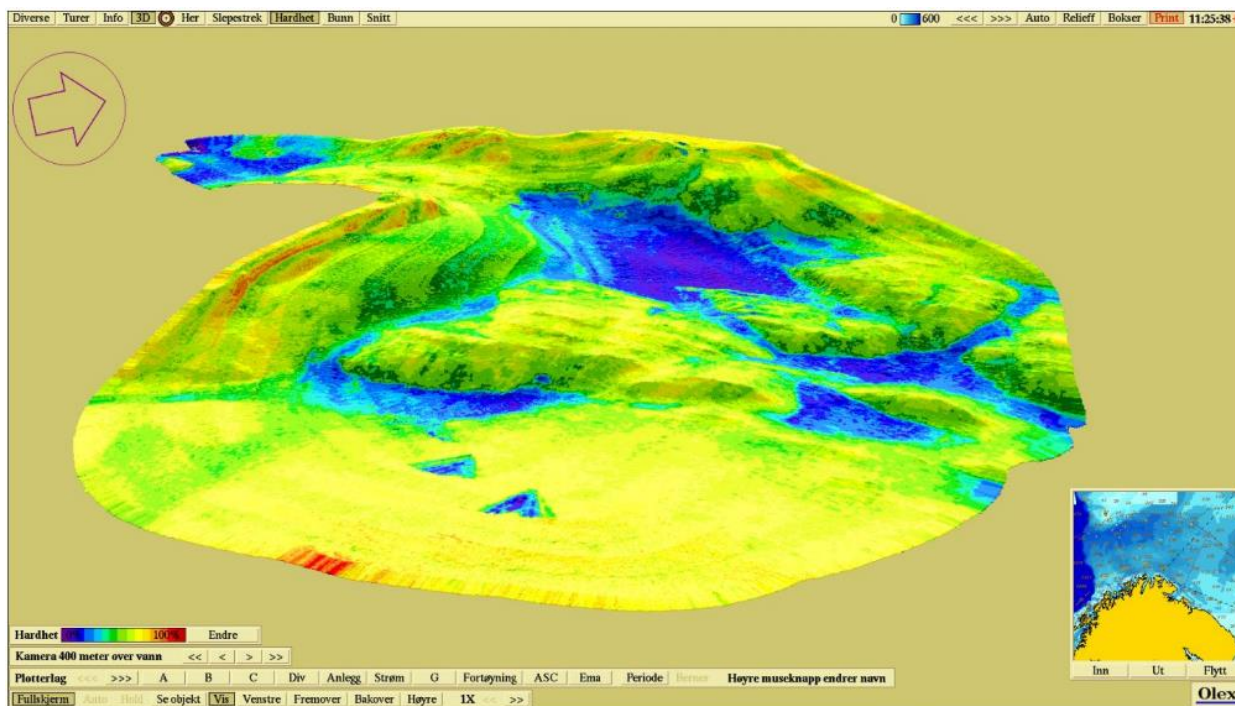 Diverse Turer Info 3D Her Slepestrek Hardhet Bunn Snitt 0 600 <<< >>> Auto Relieff Bokser Print 11:25:38
Hardhet 0% 100% Endre
Kamera 400 meter over vann << < > >>
Plotterlag <<< >>> A B C Div Anlegg Strøm G Fortøyning ASC Ema Periode Høyre museknapp endrer navn
Inn Ut Flytt
Fullskjerm Auto Hold Se objekt Vis Venstre Fremover Bakover Høyre 1X << >>
Olex